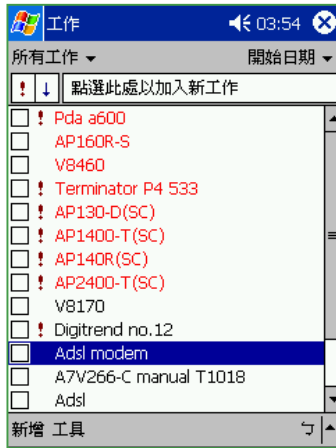 工作 03:54
所有工作 開始日期
! ↓ 點選此處以加入新工作
! Pda a600
AP160R-S
V8460
! Terminator P4 533
! AP130-D(SC)
! AP1400-T(SC)
! AP140R(SC)
! AP2400-T(SC)
V8170
! Digitrend no.12
Adsl modem
A7V266-C manual T1018
Adsl
新增 工具 ㄅ